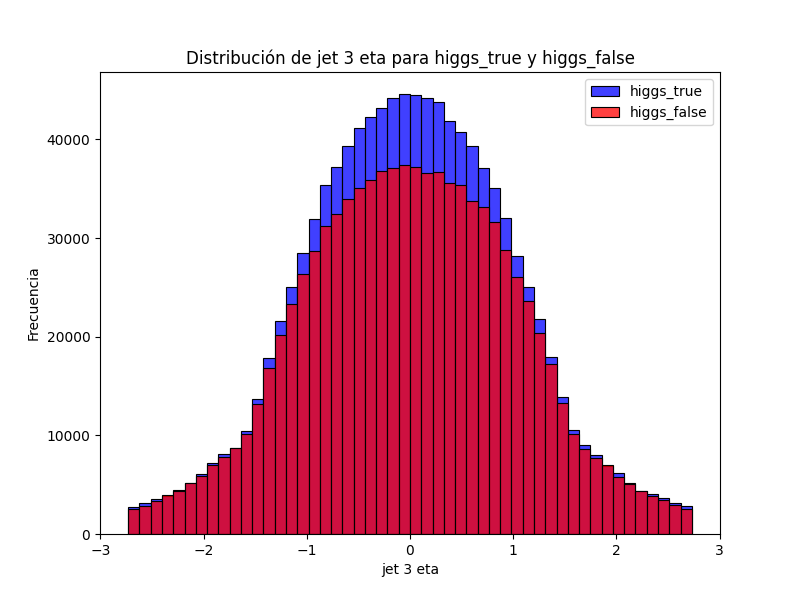 Distribución de jet 3 eta para higgs_true y higgs_false
higgs_true
higgs_false
40000
30000
20000
10000
0
Frecuencia
−3
−2
−1
0
1
2
3
jet 3 eta